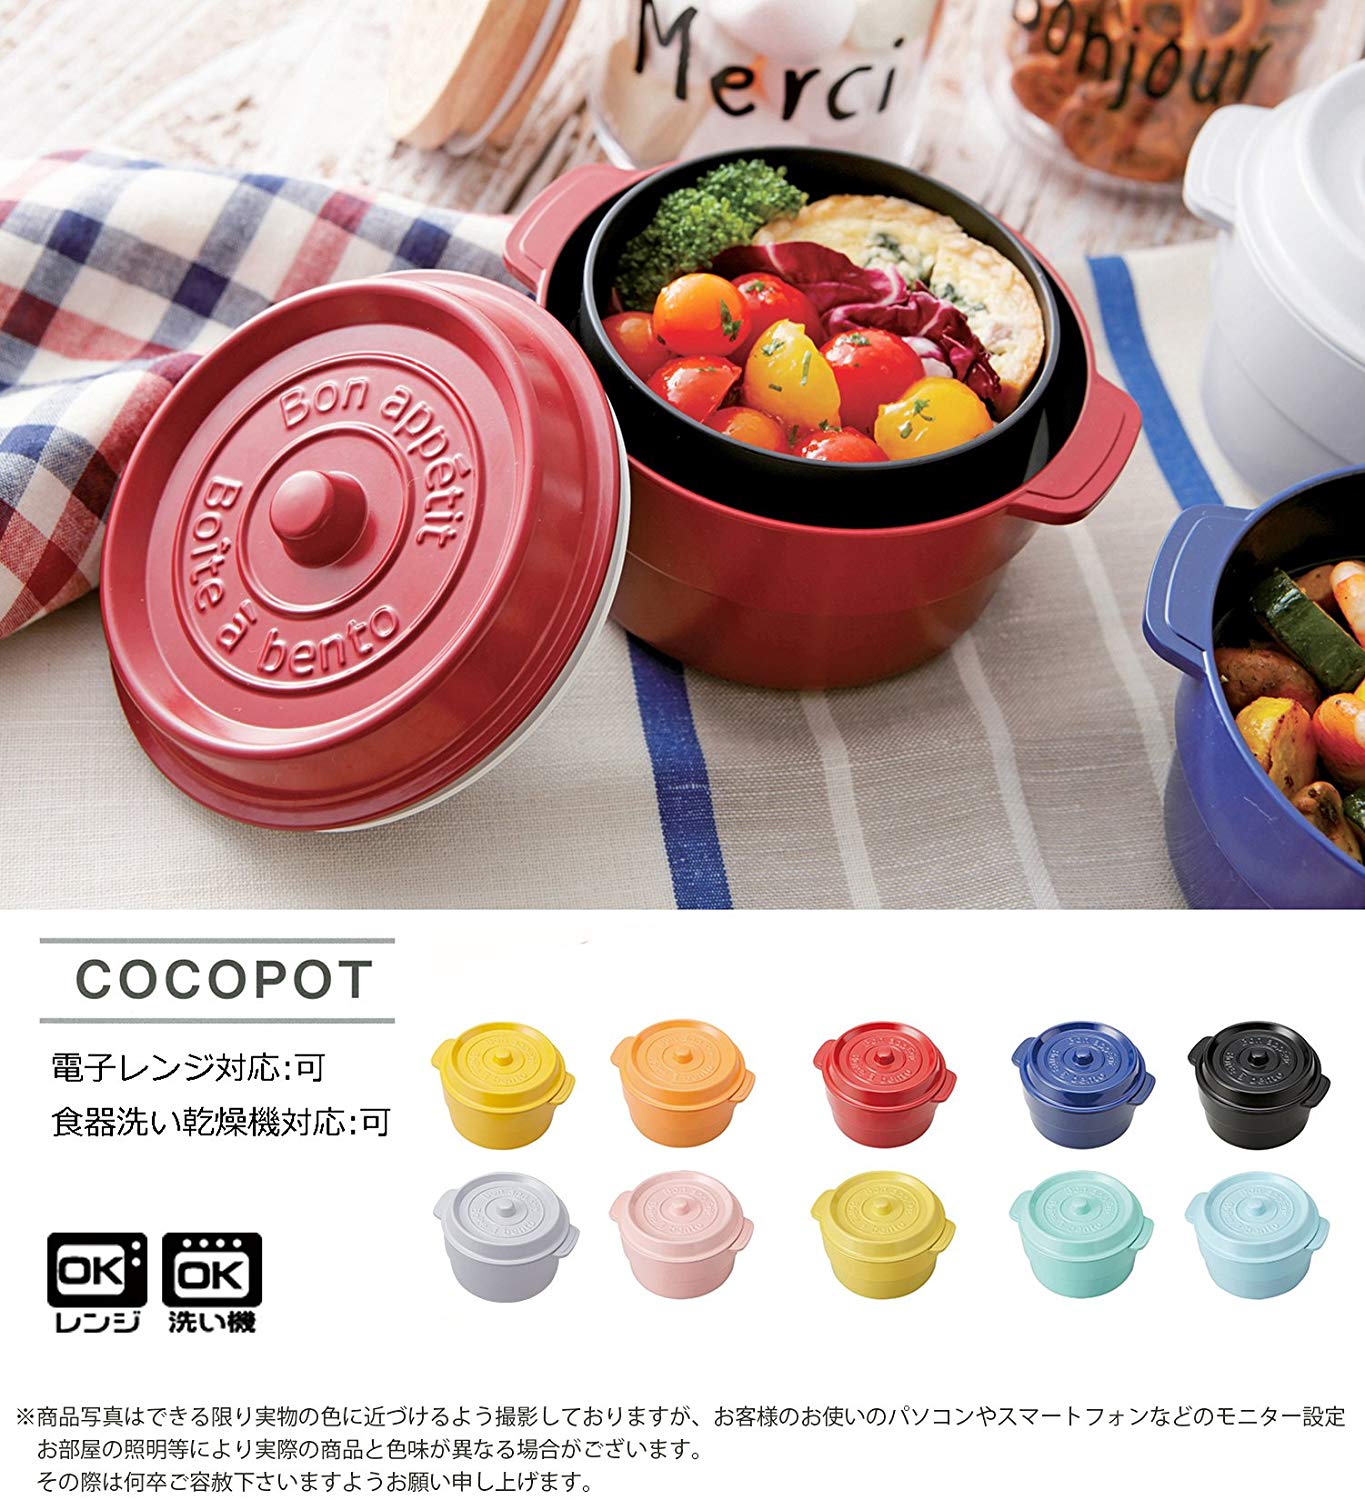 Merci
Bonjour
Bon appétit
Boîte à bento
COCOPOT
電子レンジ対応:可
食器洗い乾燥機対応:可
OK
レンジ
OK
洗い機
※商品写真はできる限り実物の色に近づけるよう撮影しておりますが、お客様のお使いのパソコンやスマートフォンなどのモニター設定
お部屋の照明等により実際の商品と色味が異なる場合がございます。
その際は何卒ご容赦下さいますようお願い申し上げます。